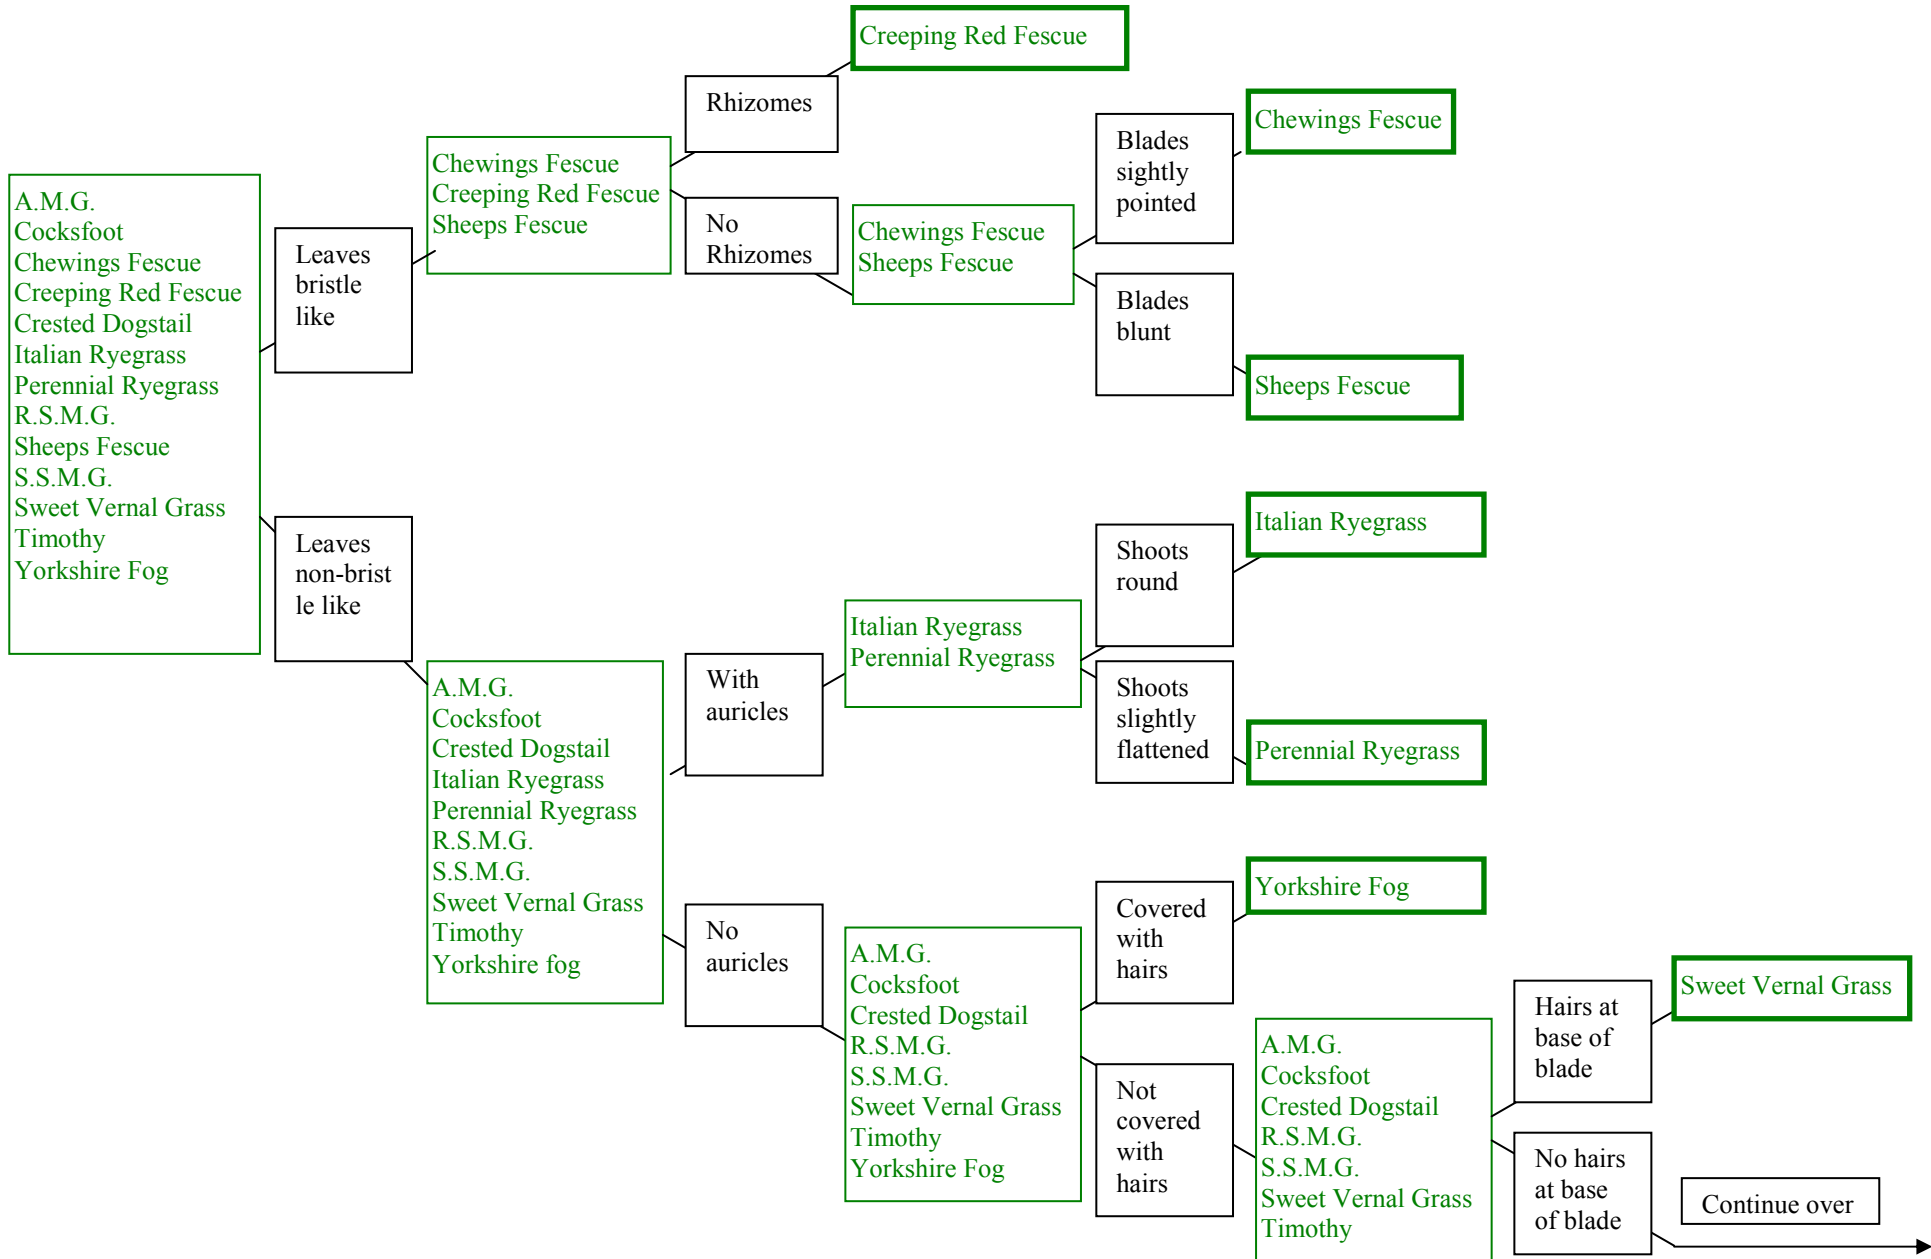 A.M.G.
Cocksfoot
Chewings Fescue
Creeping Red Fescue
Crested Dogstail
Italian Ryegrass
Perennial Ryegrass
R.S.M.G.
Sheeps Fescue
S.S.M.G.
Sweet Vernal Grass
Timothy
Yorkshire Fog
Leaves
bristle
like
Leaves
non-brist
le like
Chewings Fescue
Creeping Red Fescue
Sheeps Fescue
Rhizomes
No
Rhizomes
Creeping Red Fescue
Chewings Fescue
Sheeps Fescue
Blades
sightly
pointed
Blades
blunt
Chewings Fescue
Sheeps Fescue
A.M.G.
Cocksfoot
Crested Dogstail
Italian Ryegrass
Perennial Ryegrass
R.S.M.G.
S.S.M.G.
Sweet Vernal Grass
Timothy
Yorkshire fog
With
auricles
No
auricles
Italian Ryegrass
Perennial Ryegrass
Shoots
round
Shoots
slightly
flattened
Italian Ryegrass
Perennial Ryegrass
A.M.G.
Cocksfoot
Crested Dogstail
R.S.M.G.
S.S.M.G.
Sweet Vernal Grass
Timothy
Yorkshire Fog
Covered
with
hairs
Not
covered
with
hairs
Yorkshire Fog
A.M.G.
Cocksfoot
Crested Dogstail
R.S.M.G.
S.S.M.G.
Sweet Vernal Grass
Timothy
Hairs at
base of
blade
No hairs
at base
of blade
Sweet Vernal Grass
Continue over